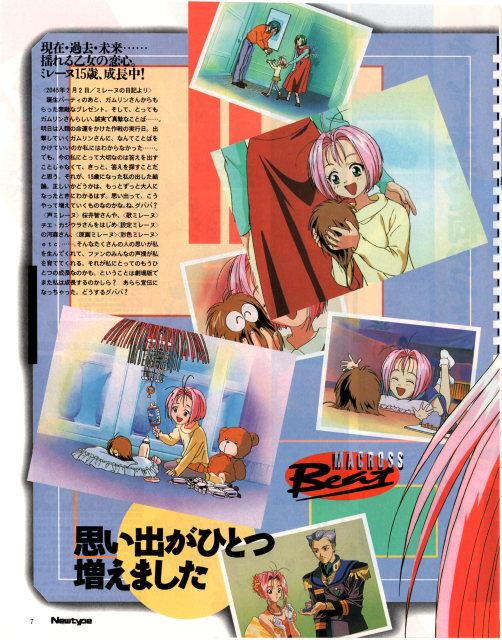 現在・過去・未来……
揺れる乙女の恋心。
ミレーヌ15歳、成長中!
〈2045年2月2日/ミレーヌの日記より〉
誕生パーティのあと、ガムリンさんからも
らった素敵なプレゼント。そして、とっても
ガムリンさんらしい、誠実で真摯なことば……。
明日は人類の命運をかけた作戦の実行日。出
撃していくガムリンさんに、なんてことばを
かけていいのか私にはわからなかった……。
でも、今の私にとって大切なのは答えを出す
ことじゃなくて、きっと、答えを探すことだ
と思う。それが、15歳になった私の出した結
論。正しいかどうかは、もっとずっと大人に
なったときにわかるはず。思い出って、こう
やって増えていくものなのかな。ね、グババ?
〈声ミレーヌ〉桜井智さんや、〈歌ミレーヌ〉
チエ・カジウラさんをはじめ〈設定ミレーヌ〉
の河森さん、〈原画ミレーヌ〉〈彩色ミレーヌ〉
etc.……。そんなたくさんの人の思いが私
を生んでくれて、ファンのみんなの声援が私
を育ててくれる。それが私にとってのもうひ
とつの成長なのかも。ということは劇場版で
また私は成長するのかしら? あらら宣伝に
なっちゃった。どうするグババ?
MACROSS
Beat
思い出がひとつ
増えました
7 Newtype